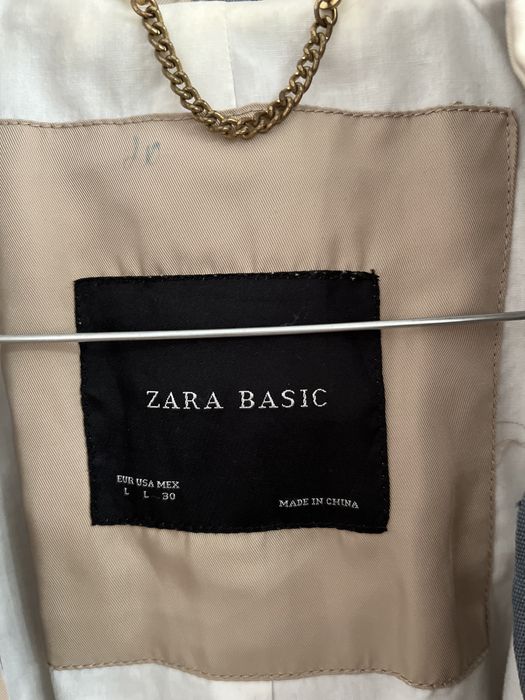 ZARA BASIC
EUR USA MEX
L L 30
MADE IN CHINA